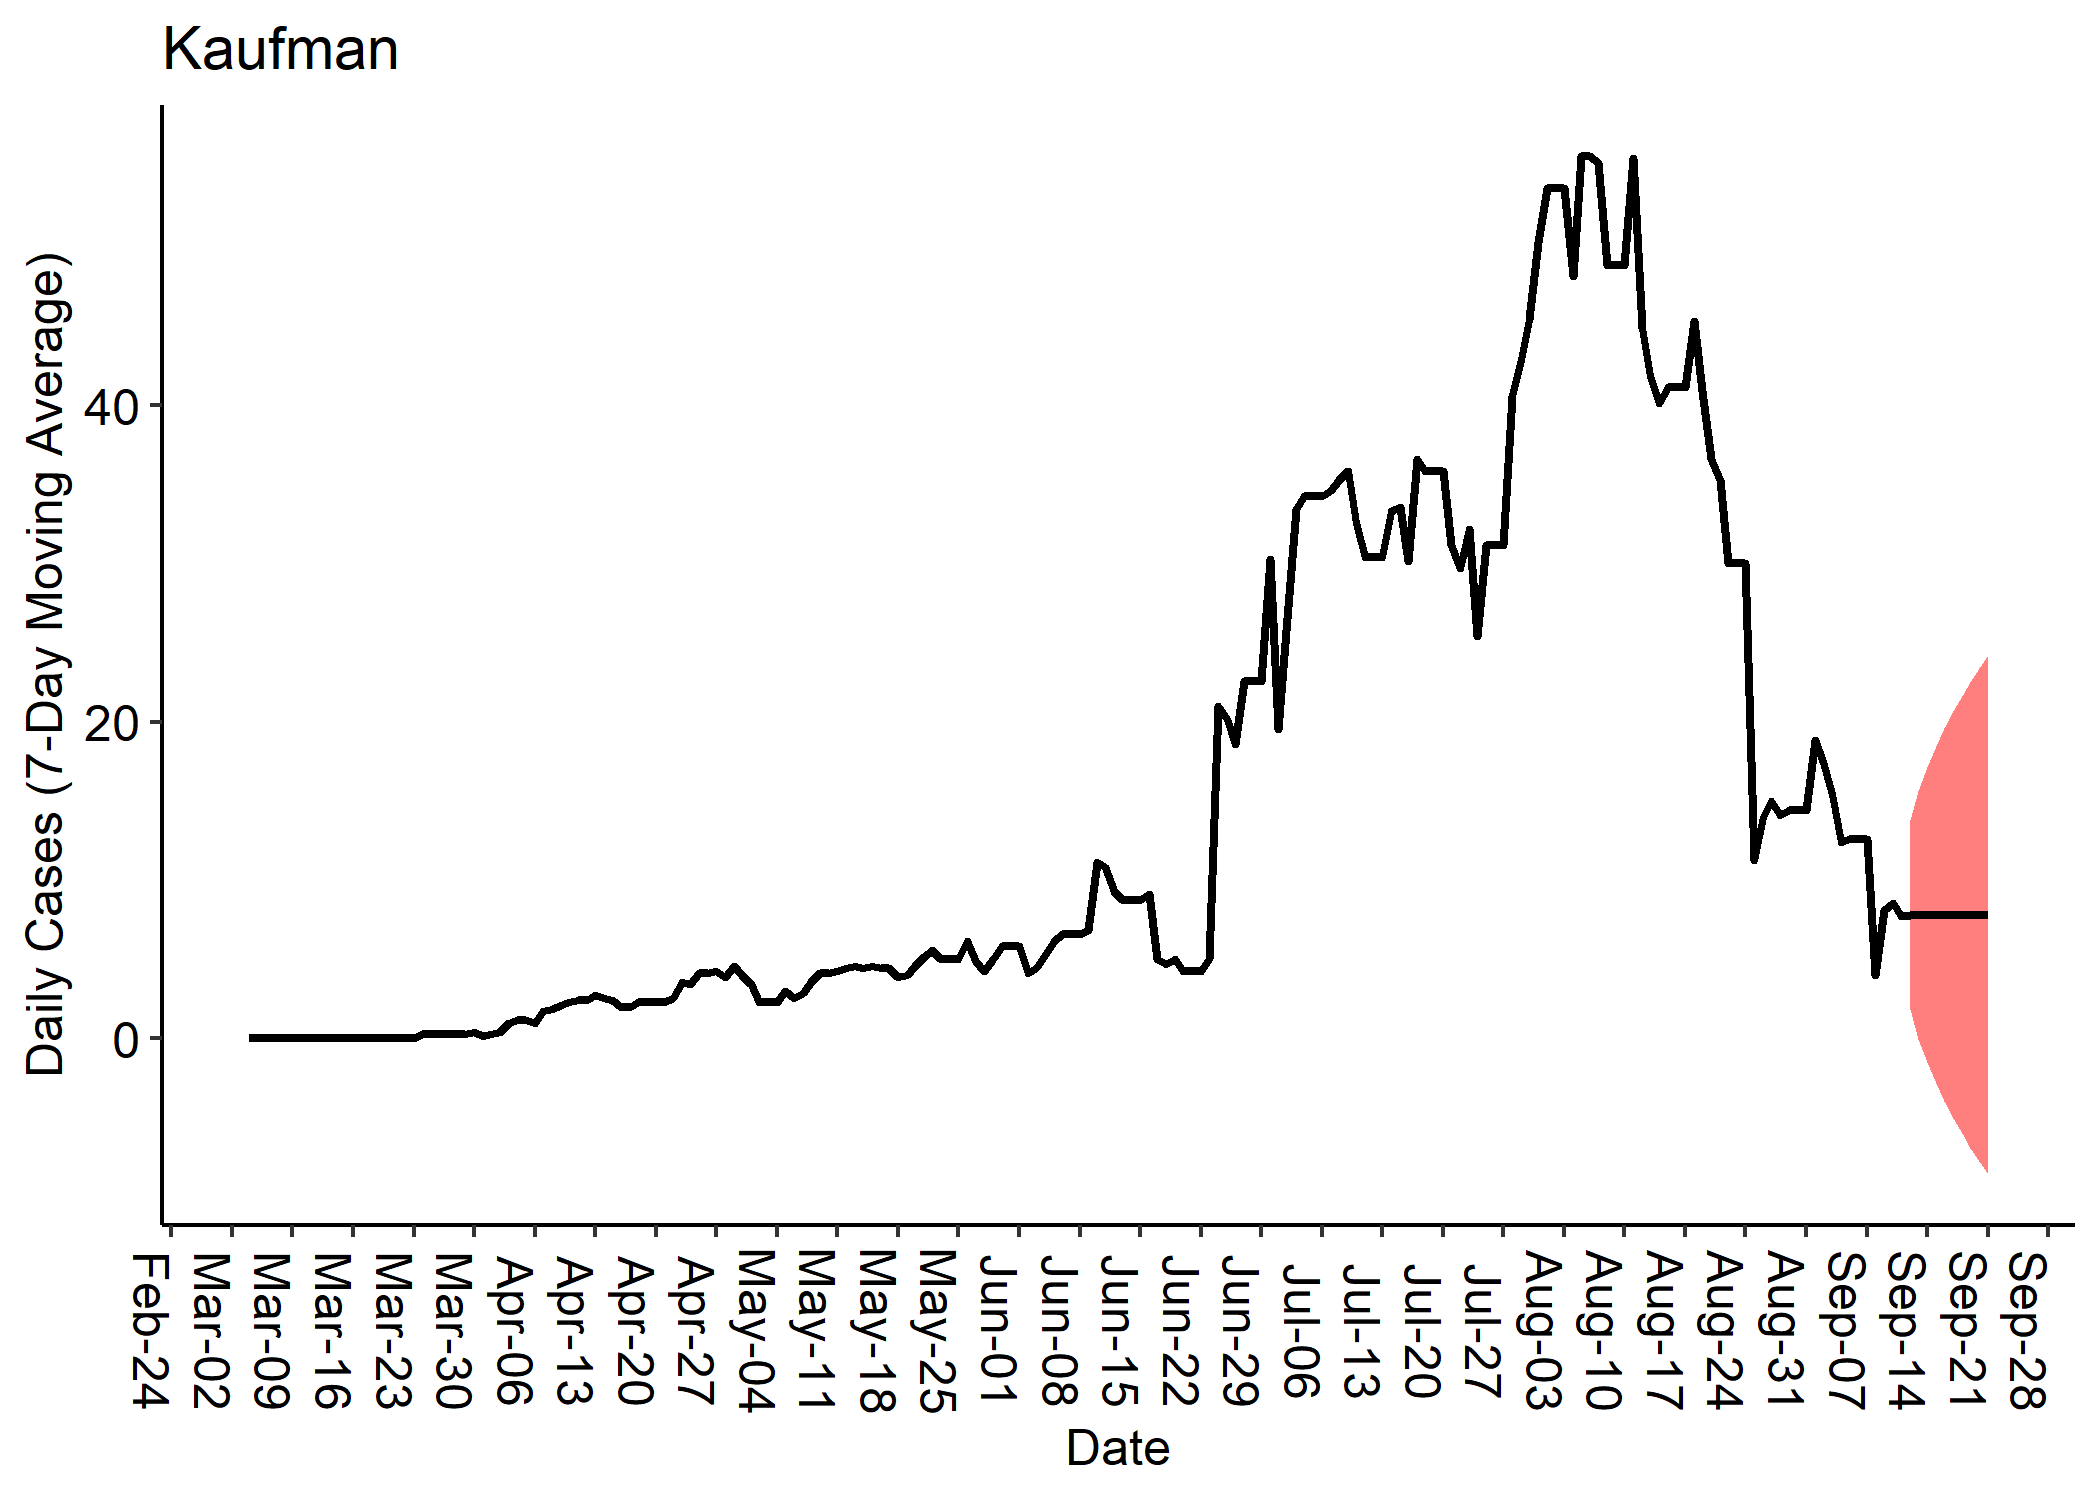 Kaufman
Daily Cases (7-Day Moving Average)
40
20
0
Feb-24
Mar-02
Mar-09
Mar-16
Mar-23
Mar-30
Apr-06
Apr-13
Apr-20
Apr-27
May-04
May-11
May-18
May-25
Jun-01
Jun-08
Jun-15
Jun-22
Jun-29
Jul-06
Jul-13
Jul-20
Jul-27
Aug-03
Aug-10
Aug-17
Aug-24
Aug-31
Sep-07
Sep-14
Sep-21
Sep-28
Date